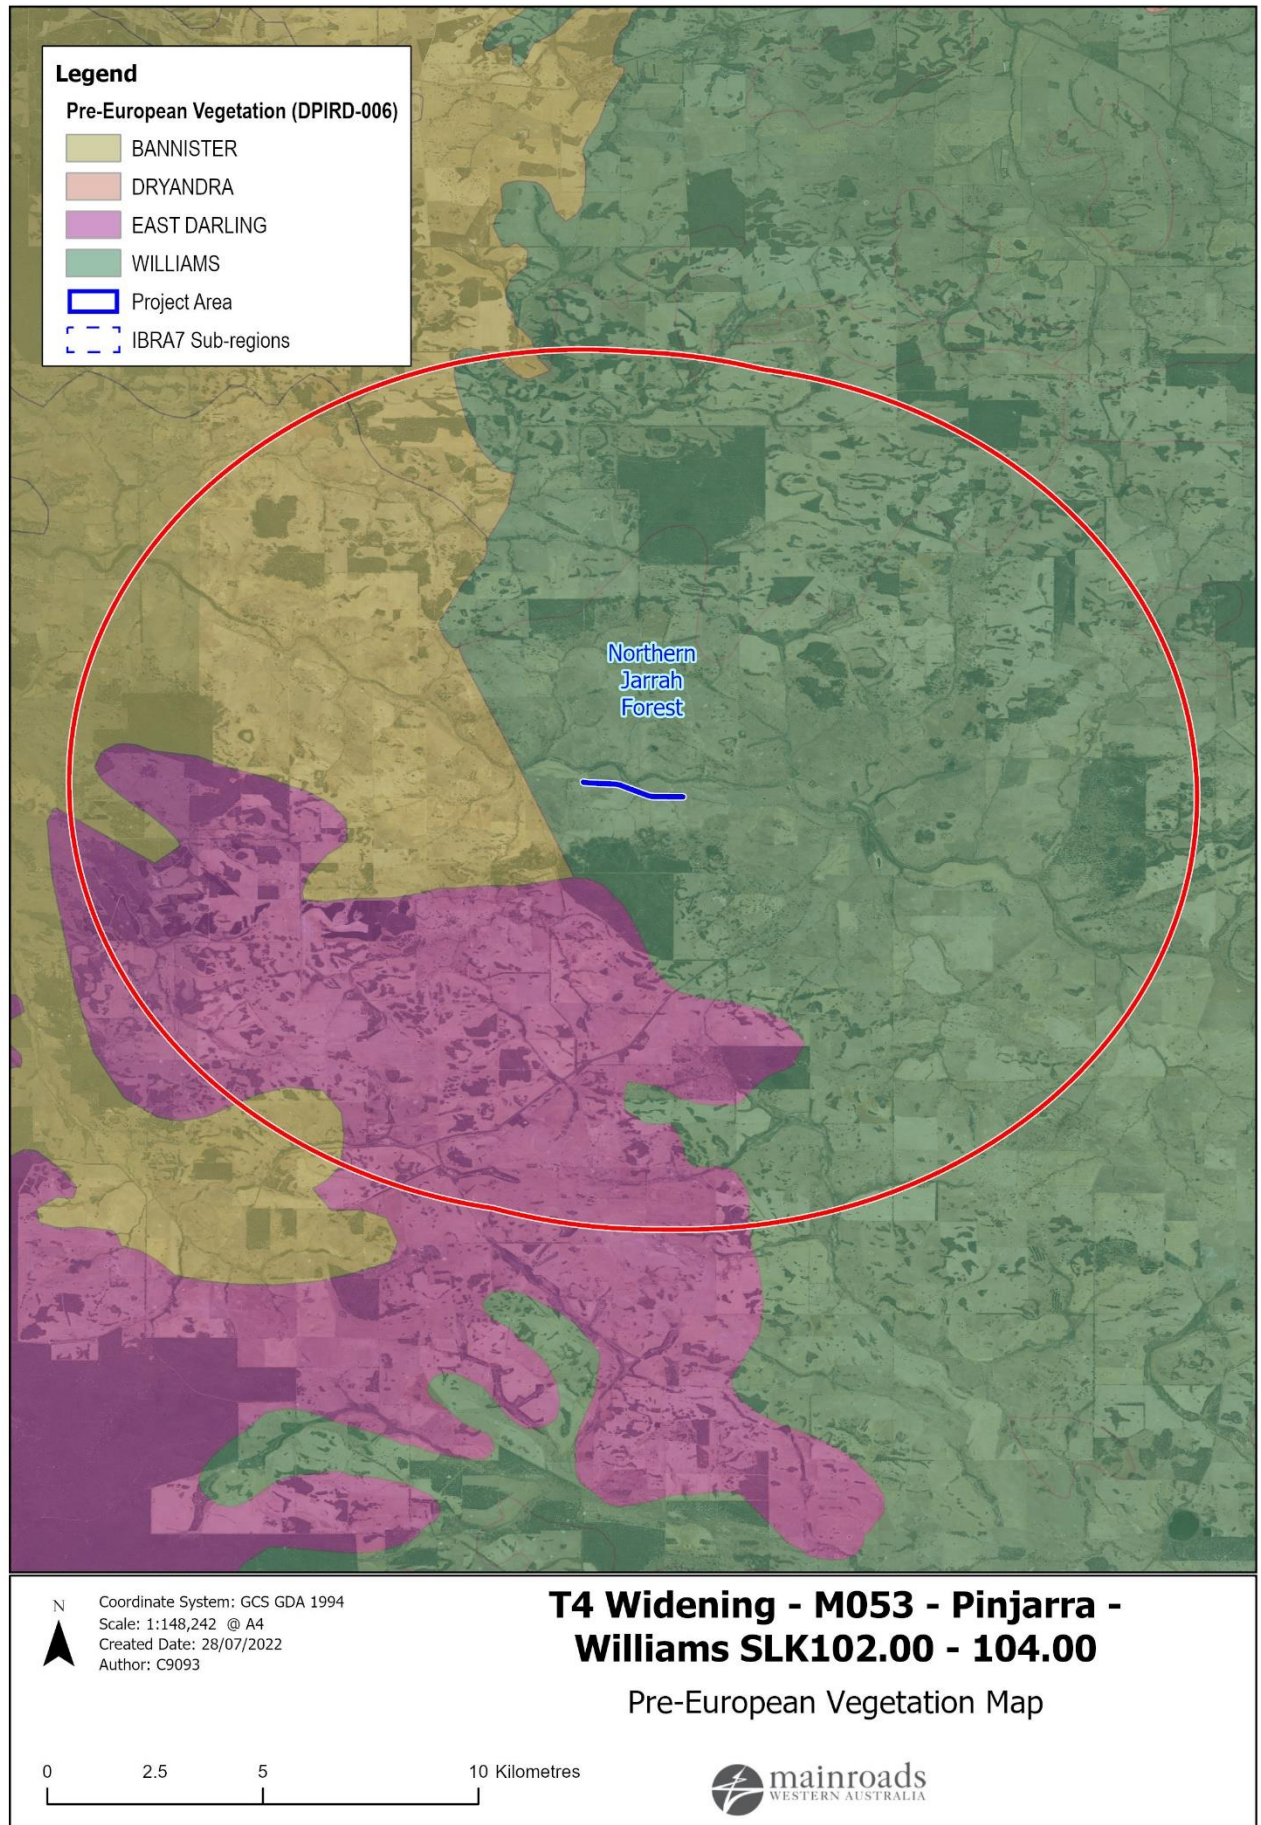 Legend
Pre-European Vegetation (DPIRD-006)
BANNISTER
DRYANDRA
EAST DARLING
WILLIAMS
Project Area
IBRA7 Sub-regions
Northern
Jarrah
Forest
N
Coordinate System: GCS GDA 1994
Scale: 1:148,242 @ A4
Created Date: 28/07/2022
Author: C9093
T4 Widening - M053 - Pinjarra -
Williams SLK102.00 - 104.00
Pre-European Vegetation Map
0 2.5 5 10 Kilometres
mainroads
WESTERN AUSTRALIA